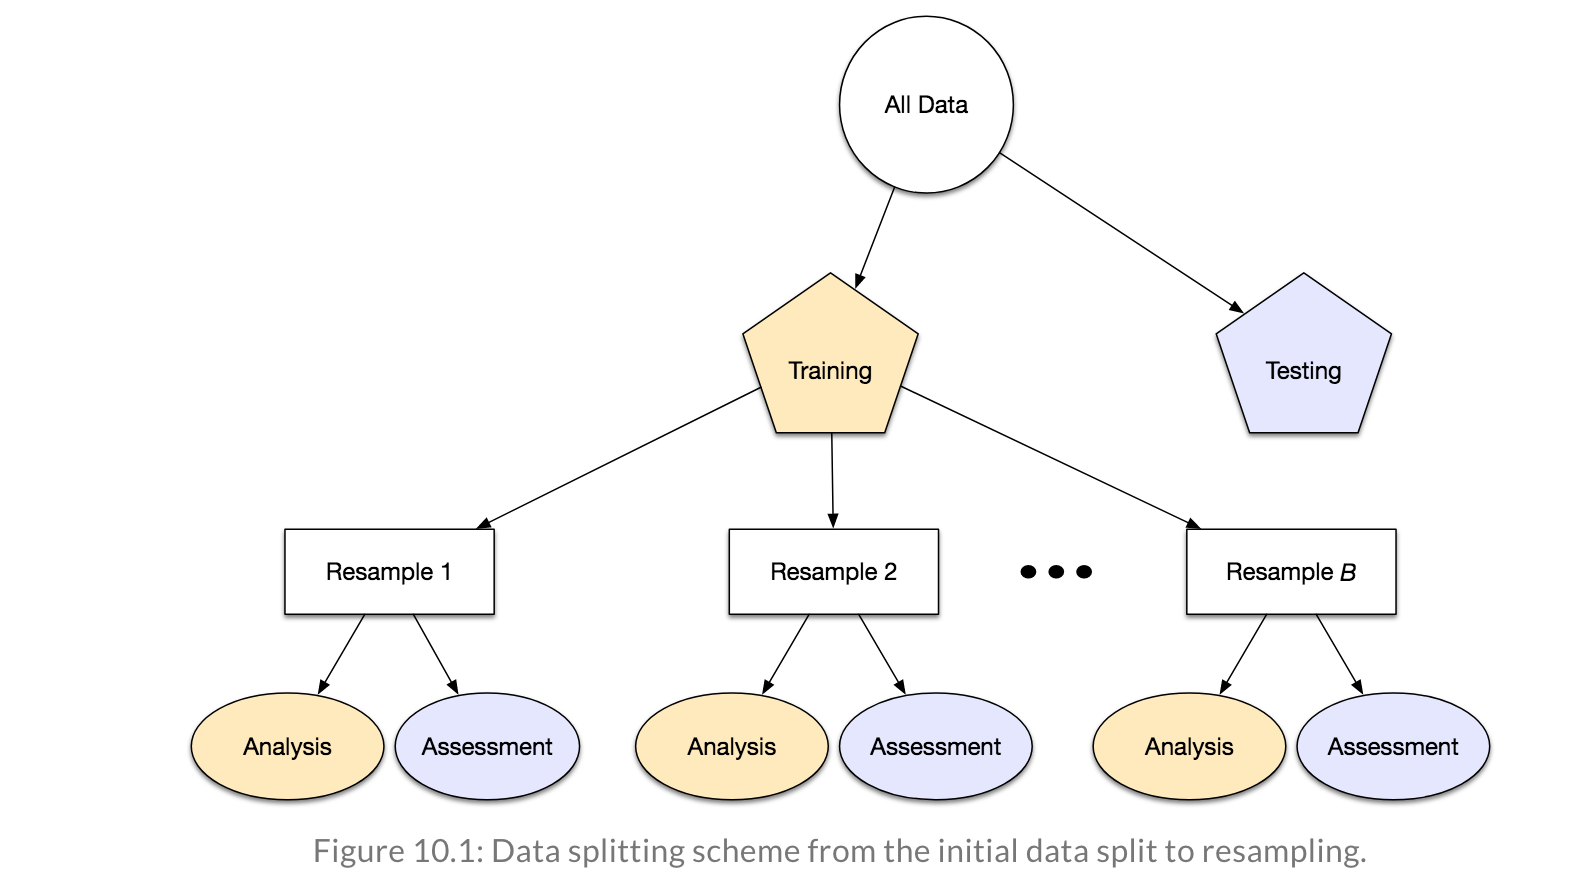 All Data
Training
Testing
Resample 1
Resample 2
Resample B
Analysis
Assessment
Analysis
Assessment
Analysis
Assessment
Figure 10.1: Data splitting scheme from the initial data split to resampling.